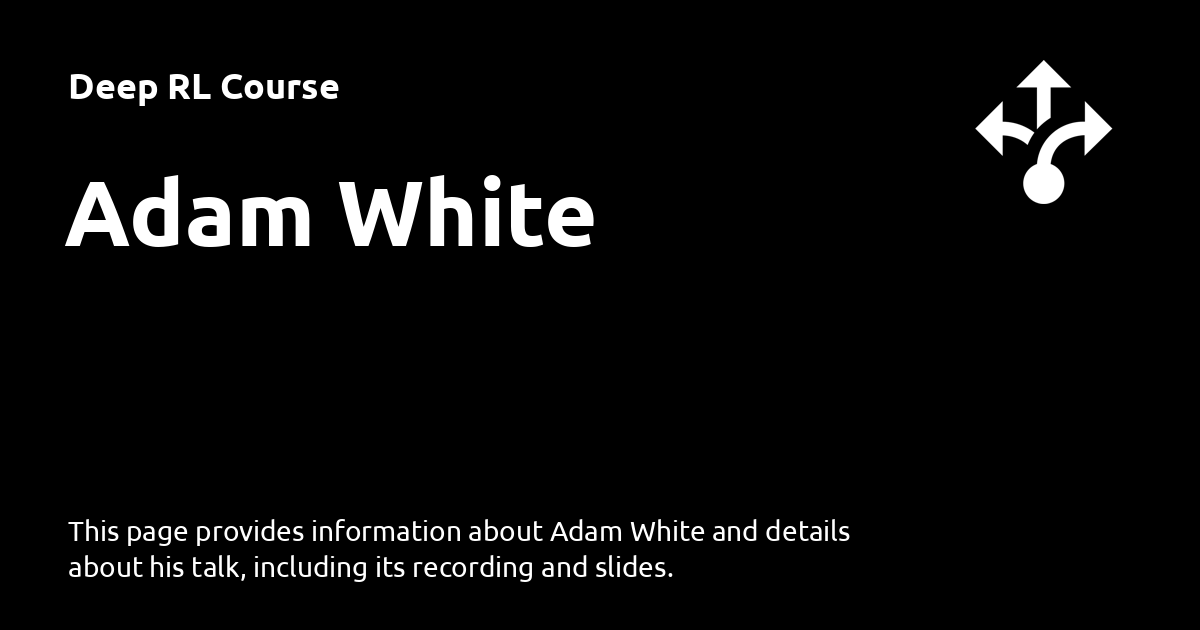 Deep RL Course
Adam White
This page provides information about Adam White and details
about his talk, including its recording and slides.